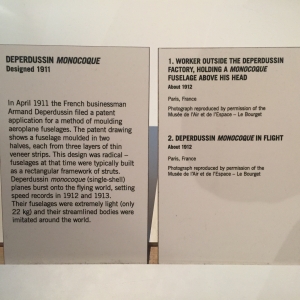 DEPERDUSSIN MONOCOQUE
Designed 1911
In April 1911 the French businessman
Armand Deperdussin filed a patent
application for a method of moulding
aeroplane fuselages. The patent drawing
shows a fuselage moulded in two
halves, each from three layers of thin
veneer strips. This design was radical –
fuselages at that time were typically built
as a rectangular framework of struts.
Deperdussin monocoque (single-shell)
planes burst onto the flying world, setting
speed records in 1912 and 1913.
Their fuselages were extremely light (only
22 kg) and their streamlined bodies were
imitated around the world.
1. WORKER OUTSIDE THE DEPERDUSSIN
FACTORY, HOLDING A MONOCOQUE
FUSELAGE ABOVE HIS HEAD
About 1912
Paris, France
Photograph reproduced by permission of the
Musée de l'Air et de l'Espace – Le Bourget
2. DEPERDUSSIN MONOCOQUE IN FLIGHT
About 1912
Paris, France
Photograph reproduced by permission of the
Musée de l'Air et de l'Espace – Le Bourget